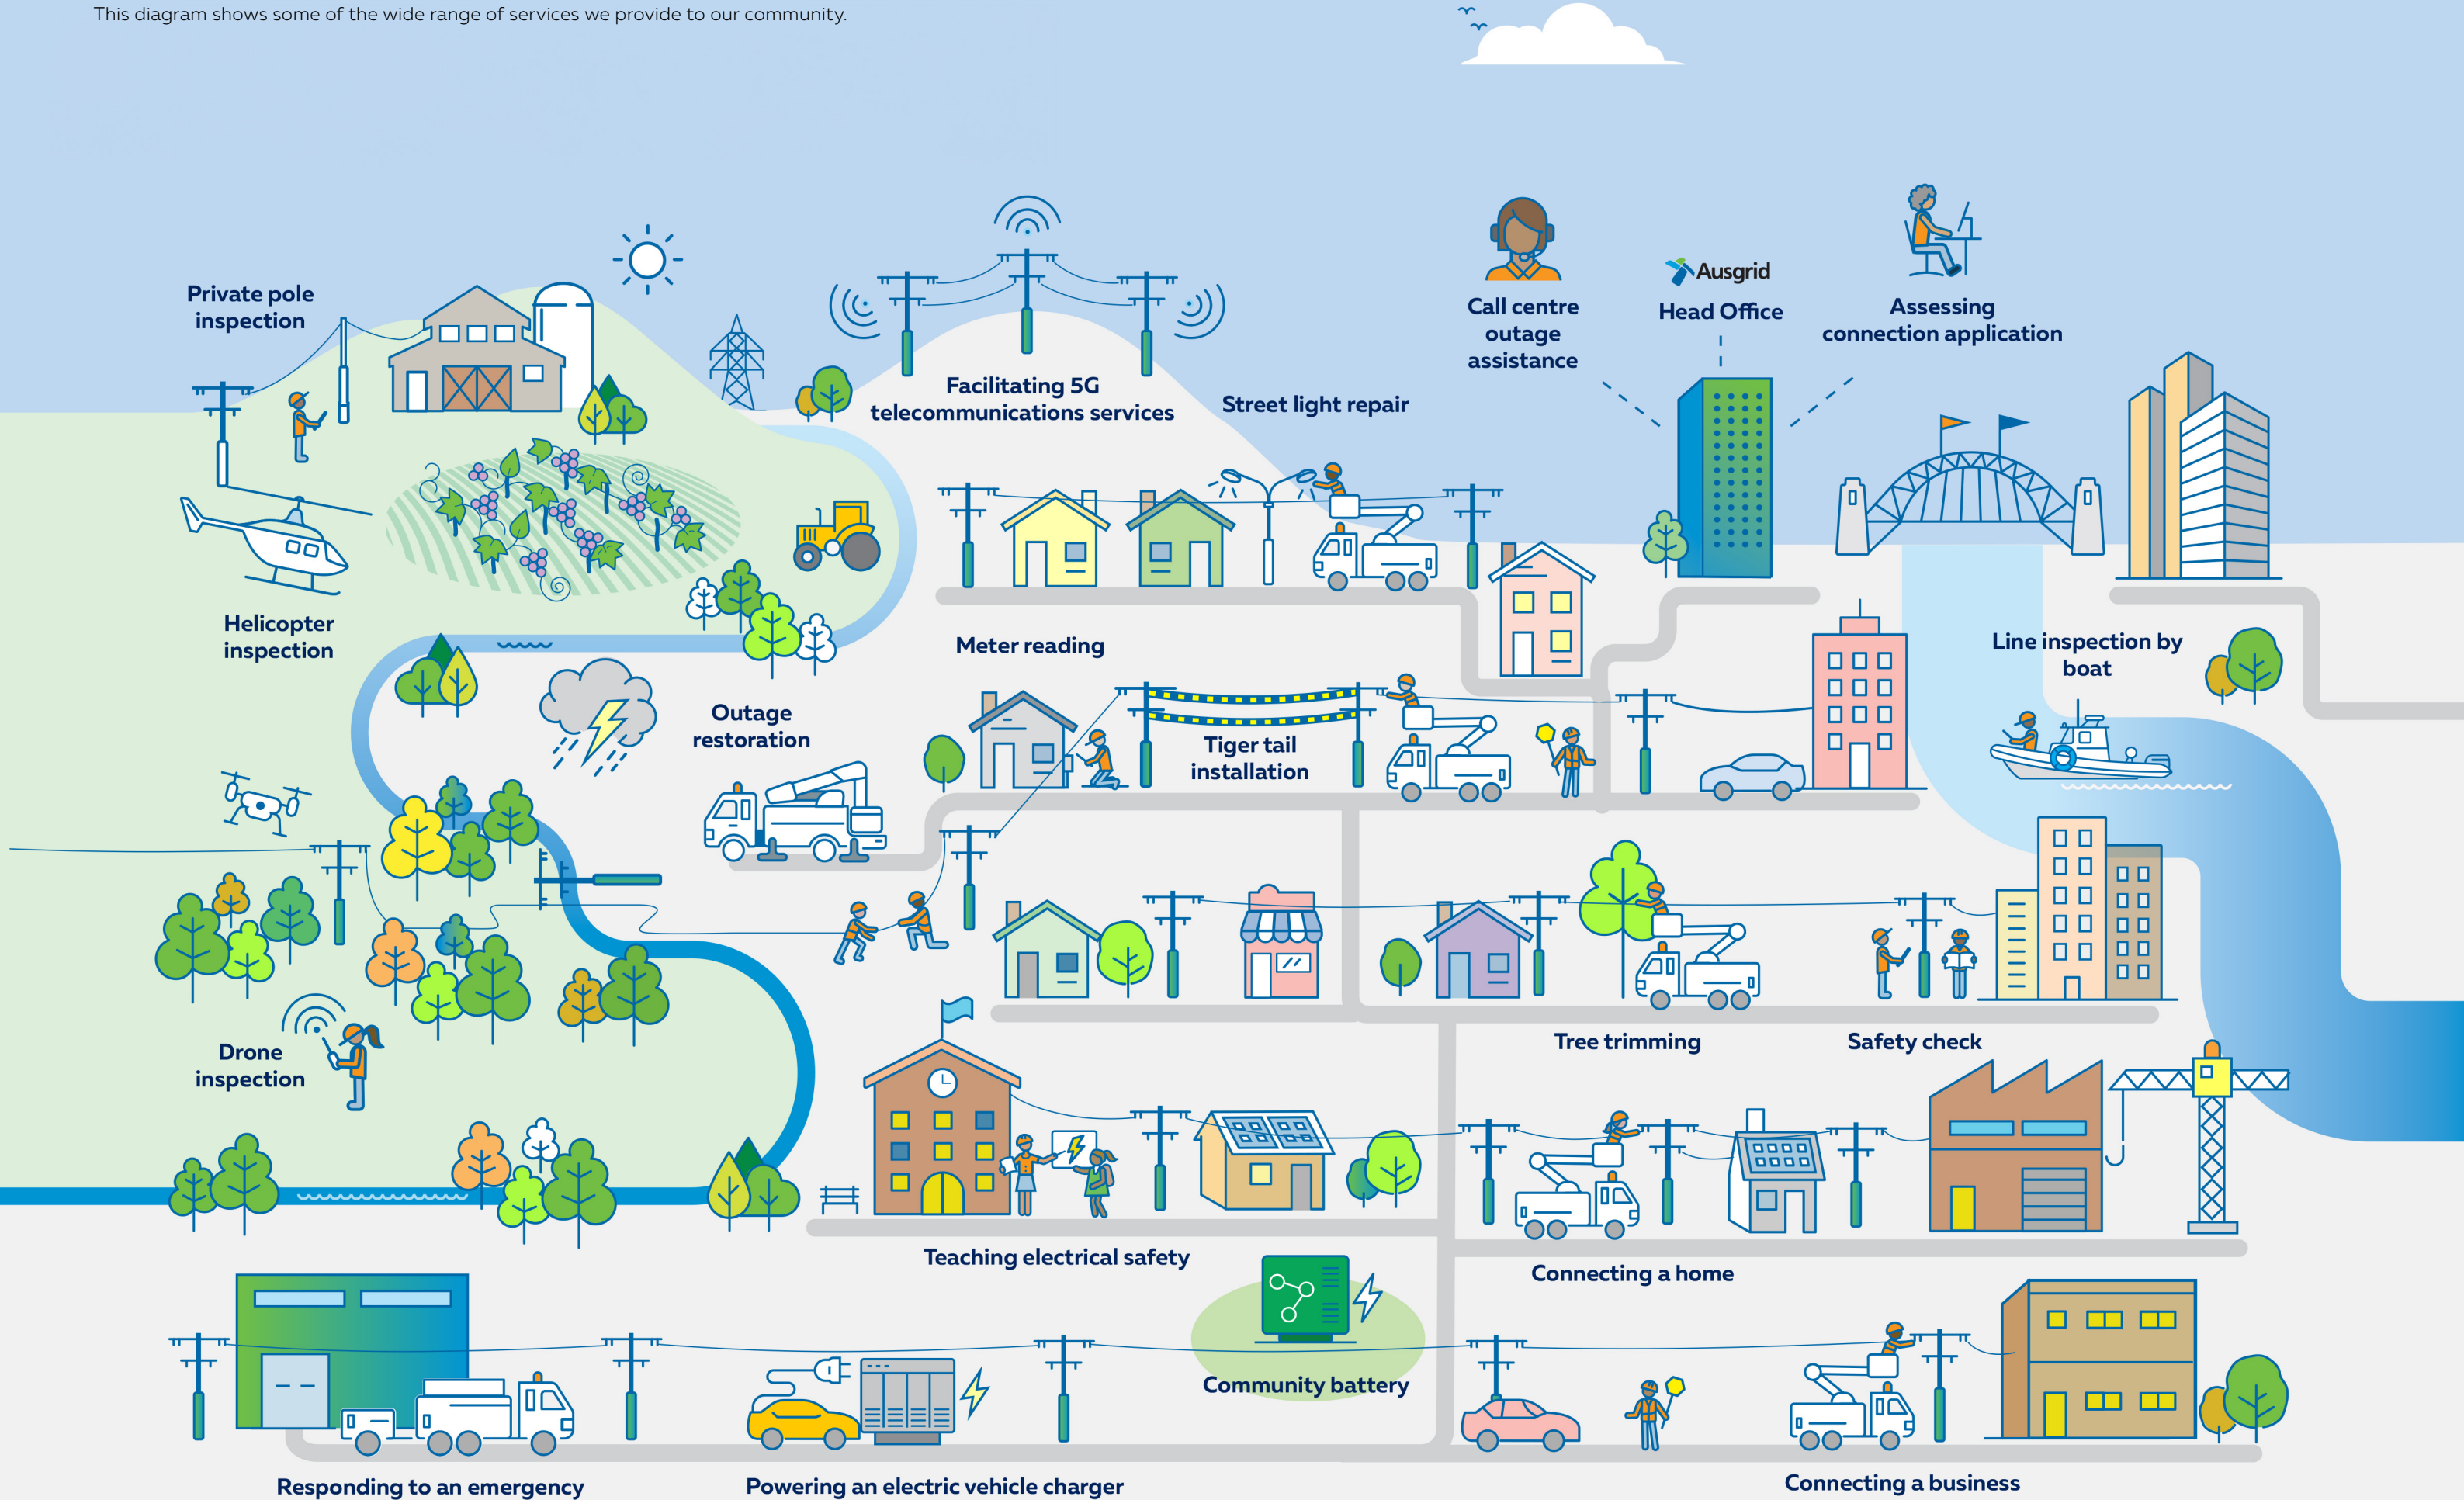 This diagram shows some of the wide range of services we provide to our community.
Private pole
inspection
Facilitating 5G
telecommunications services
Street light repair
Call centre
outage
assistance
Ausgrid
Head Office
Assessing
connection application
Helicopter
inspection
Meter reading
Line inspection by
boat
Outage
restoration
Tiger tail
installation
Drone
inspection
Tree trimming
Safety check
Teaching electrical safety
Connecting a home
Community battery
Responding to an emergency
Powering an electric vehicle charger
Connecting a business